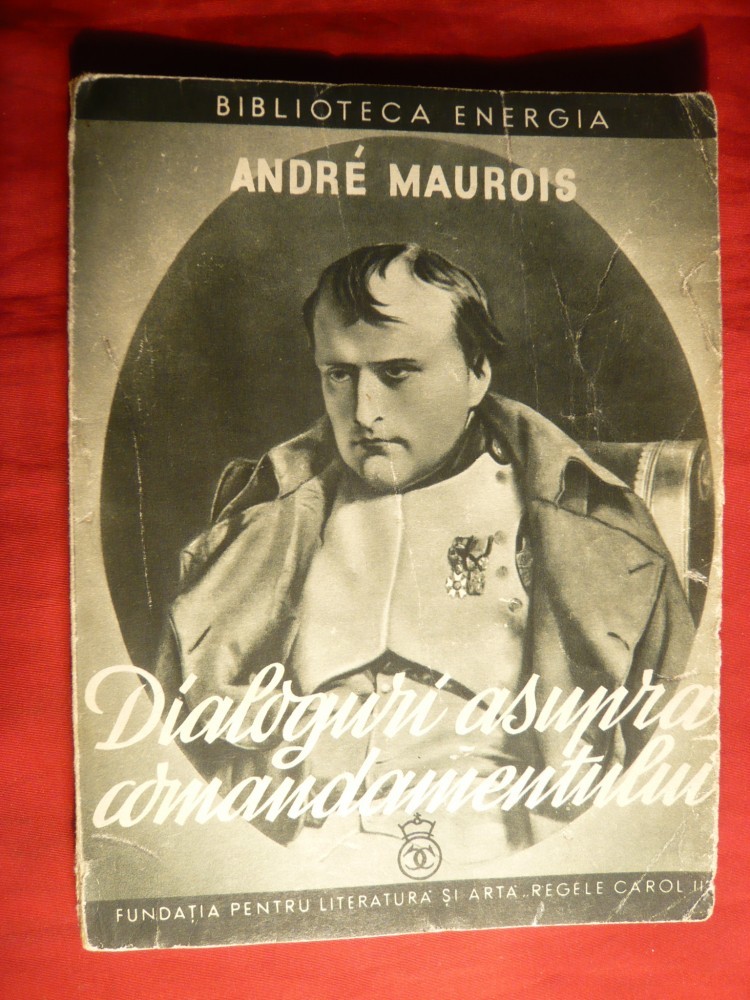 BIBLIOTECA ENERGIA
ANDRÉ MAUROIS
Dialoguri asupra
comandamentului
FUNDAȚIA PENTRU LITERATURĂ ȘI ARTĂ „REGELE CAROL II"